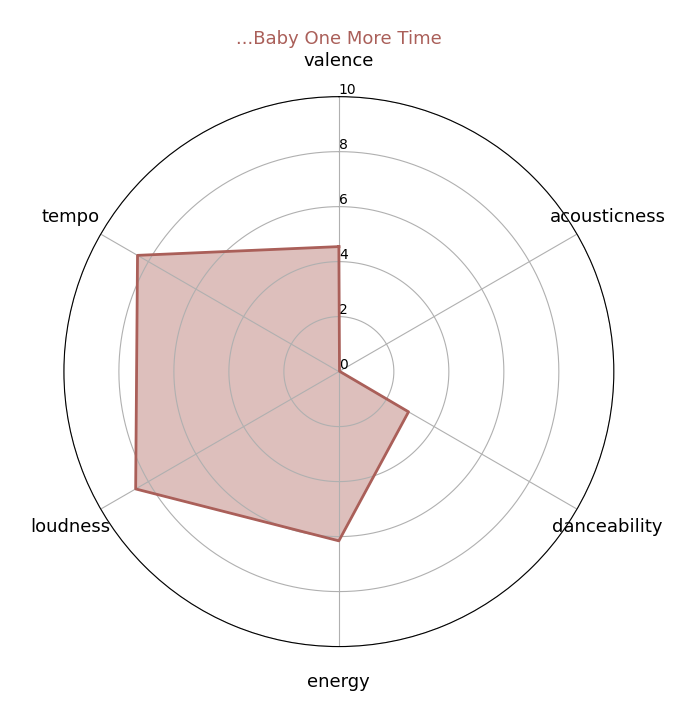 ...Baby One More Time
valence
10
8
tempo
6
acousticness
4
2
0
loudness
danceability
energy